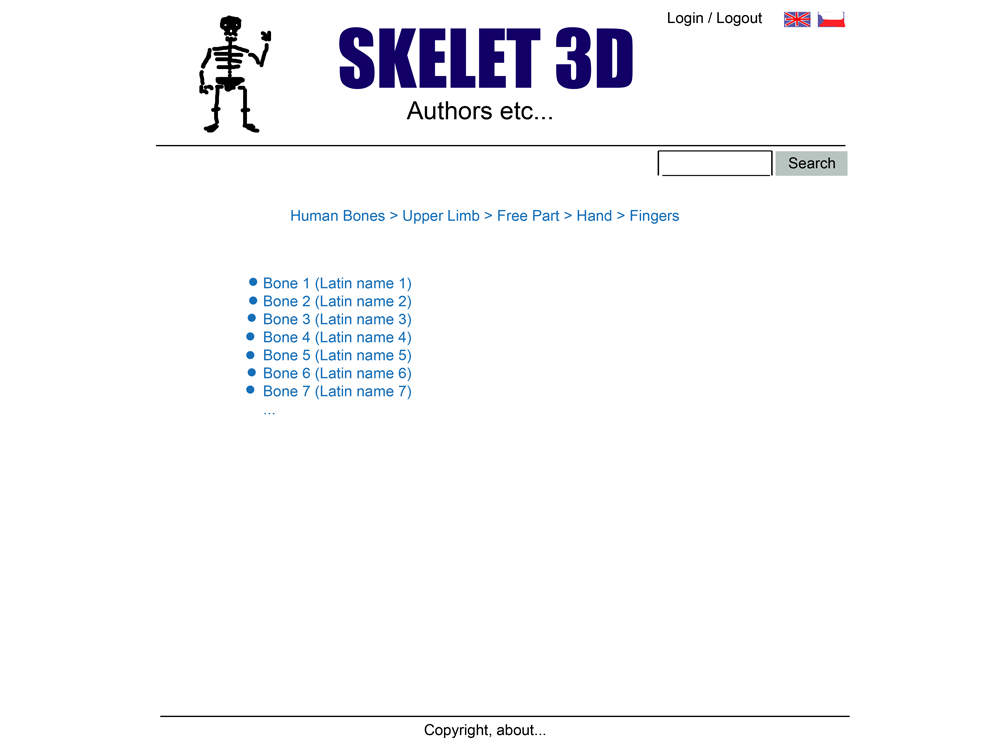 Login / Logout
SKELET 3D
Authors etc...
Search
Human Bones > Upper Limb > Free Part > Hand > Fingers
• Bone 1 (Latin name 1)
• Bone 2 (Latin name 2)
• Bone 3 (Latin name 3)
• Bone 4 (Latin name 4)
• Bone 5 (Latin name 5)
• Bone 6 (Latin name 6)
• Bone 7 (Latin name 7)
...
Copyright, about...